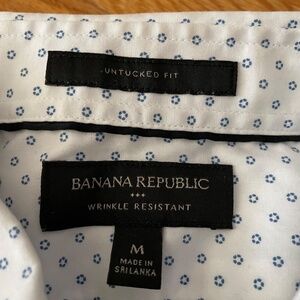 UNTUCKED FIT
BANANA REPUBLIC
WRINKLE RESISTANT
M
MADE IN
SRI LANKA